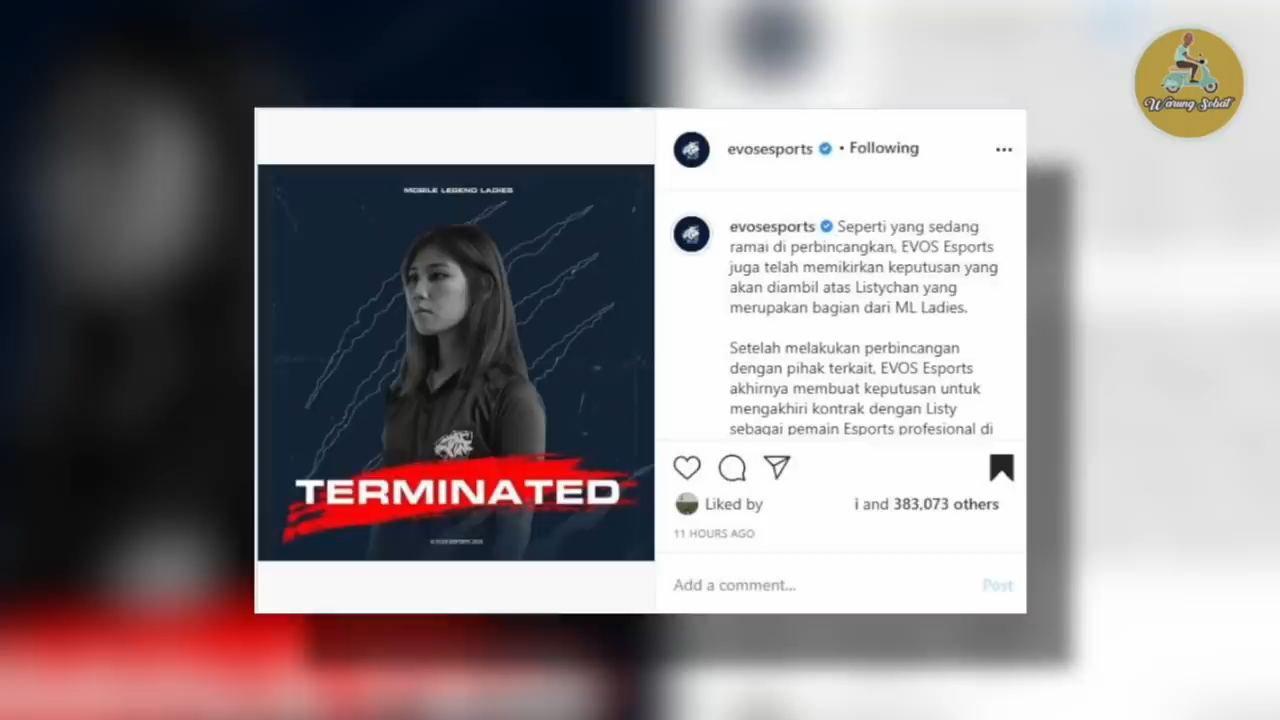 Warung Sobat
evosesports • Following
MOBILE LEGEND LADIES
evosesports Seperti yang sedang
ramai di perbincangkan, EVOS Esports
juga telah memikirkan keputusan yang
akan diambil atas Listychan yang
merupakan bagian dari ML Ladies.
Setelah melakukan perbincangan
dengan pihak terkait, EVOS Esports
akhirnya membuat keputusan untuk
mengakhiri kontrak dengan Listy
sebagai pemain Esports profesional di
TERMINATED
Liked by i and 383,073 others
11 HOURS AGO
Add a comment...
Post